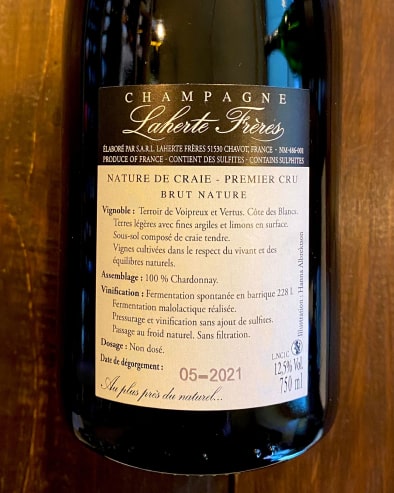 CHAMPAGNE
Laherte Frères
ÉLABORÉ PAR S.A.R.L. LAHERTE FRÈRES 51530 CHAVOT, FRANCE - NM-486-001
PRODUCE OF FRANCE - CONTIENT DES SULFITES - CONTAINS SULPHITES
NATURE DE CRAIE - PREMIER CRU
BRUT NATURE
Vignoble : Terroir de Voipreux et Vertus. Côte des Blancs.
Terres légères avec fines argiles et limons en surface.
Sous-sol composé de craie tendre.
Vignes cultivées dans le respect du vivant et des
équilibres naturels.
Assemblage : 100 % Chardonnay.
Vinification : Fermentation spontanée en barrique 228 L
Fermentation malolactique réalisée.
Pressurage et vinification sans ajout de sulfites.
Passage au froid naturel. Sans filtration.
Dosage : Non dosé.
Date de dégorgement :
05-2021
Au plus près du naturel...
LNC1C
12,5% Vol.
750 ml
Illustration : Hanna Albrektson